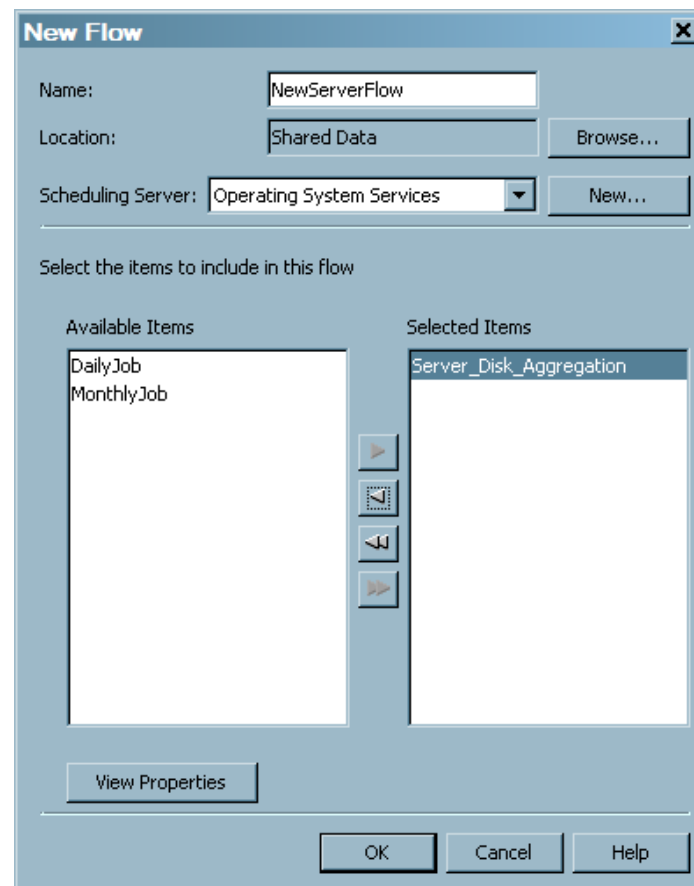 New Flow
Name: NewServerFlow
Location: Shared Data Browse...
Scheduling Server: Operating System Services New...
Select the items to include in this flow
Available Items Selected Items
DailyJob Server_Disk_Aggregation
MonthlyJob
View Properties
OK Cancel Help